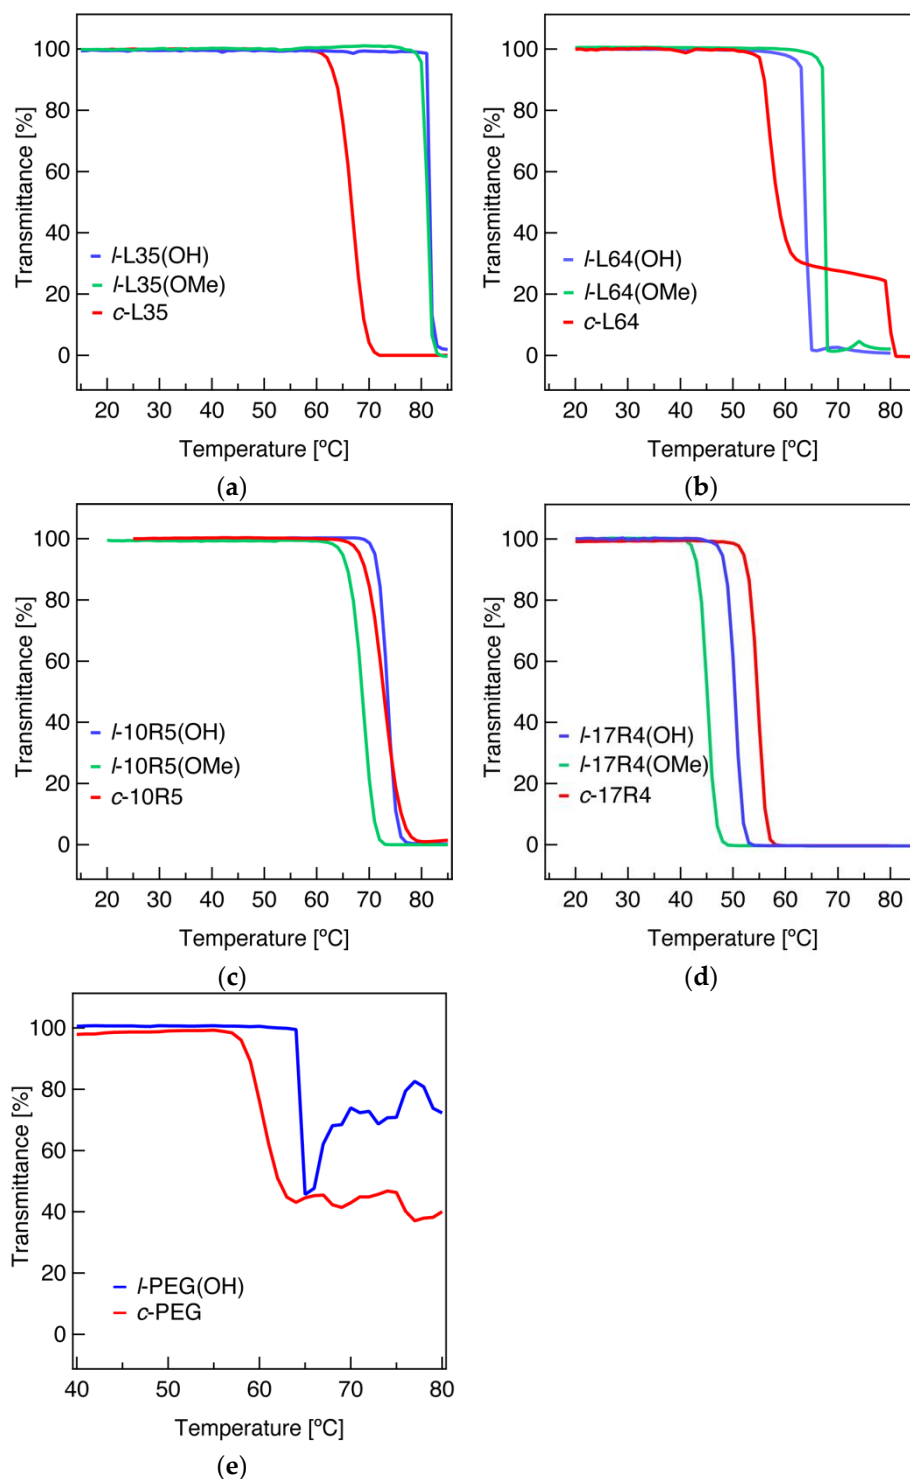 Transmittance [%]
100
80
60
40
20
0
l-L35(OH)
l-L35(OMe)
c-L35
20 30 40 50 60 70 80
Temperature [ºC]
(a)
Transmittance [%]
100
80
60
40
20
0
l-L64(OH)
l-L64(OMe)
c-L64
20 30 40 50 60 70 80
Temperature [ºC]
(b)
Transmittance [%]
100
80
60
40
20
0
l-10R5(OH)
l-10R5(OMe)
c-10R5
20 30 40 50 60 70 80
Temperature [ºC]
(c)
Transmittance [%]
100
80
60
40
20
0
l-17R4(OH)
l-17R4(OMe)
c-17R4
20 30 40 50 60 70 80
Temperature [ºC]
(d)
Transmittance [%]
100
80
60
40
20
0
l-PEG(OH)
c-PEG
40 50 60 70 80
Temperature [ºC]
(e)